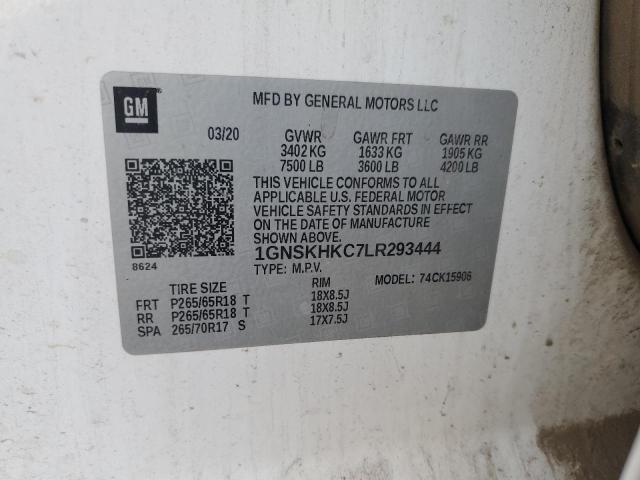 GM
MFD BY GENERAL MOTORS LLC
03/20 GVWR GAWR FRT GAWR RR
3402 KG 1633 KG 1905 KG
7500 LB 3600 LB 4200 LB
THIS VEHICLE CONFORMS TO ALL
APPLICABLE U.S. FEDERAL MOTOR
VEHICLE SAFETY STANDARDS IN EFFECT
ON THE DATE OF MANUFACTURE
SHOWN ABOVE.
1GNSKHKC7LR293444
8624
TYPE: M.P.V. MODEL: 74CK15906
TIRE SIZE RIM
FRT P265/65R18 T 18X8.5J
RR P265/65R18 T 18X8.5J
SPA 265/70R17 S 17X7.5J